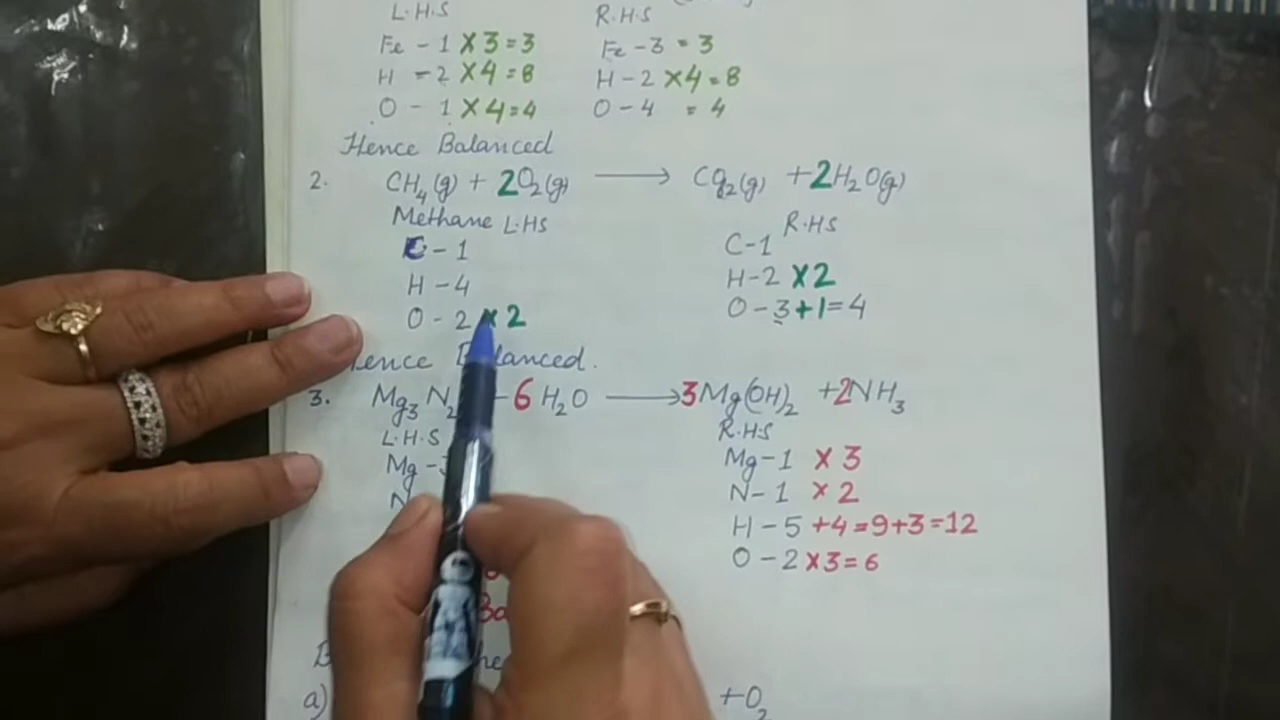 L.H.S R.H.S
Fe - 1 X 3 = 3 Fe - 3 = 3
H - 2 X 4 = 8 H - 2 X 4 = 8
O - 1 X 4 = 4 O - 4 = 4
Hence Balanced
2. CH4(g) + 2O2(g) → CO2(g) + 2H2O(g)
Methane L.H.S R.H.S
C - 1 C - 1
H - 4 H - 2 X 2
O - 2 X 2 O - 3 + 1 = 4
Hence Balanced.
3. Mg3 N2 6 H2O → 3Mg(OH)2 + 2NH3
L.H.S R.H.S
Mg - Mg - 1 X 3
N N - 1 X 2
H - 5 + 4 = 9 + 3 = 12
O - 2 X 3 = 6
a) + O2